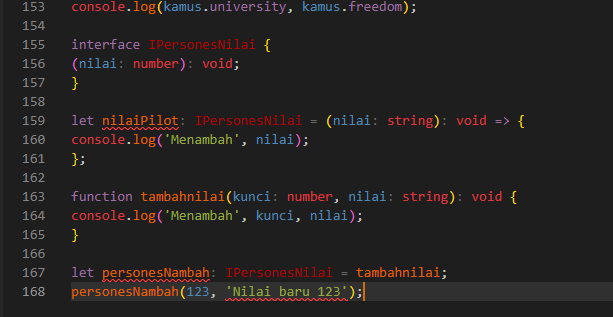 153 console.log(kamus.university, kamus.freedom);
154
155 interface IPersonesNilai {
156 (nilai: number): void;
157 }
158
159 let nilaiPilot: IPersonesNilai = (nilai: string): void => {
160 console.log('Menambah', nilai);
161 };
162
163 function tambahnilai(kunci: number, nilai: string): void {
164 console.log('Menambah', kunci, nilai);
165 }
166
167 let personesNambah: IPersonesNilai = tambahnilai;
168 personesNambah(123, 'Nilai baru 123');